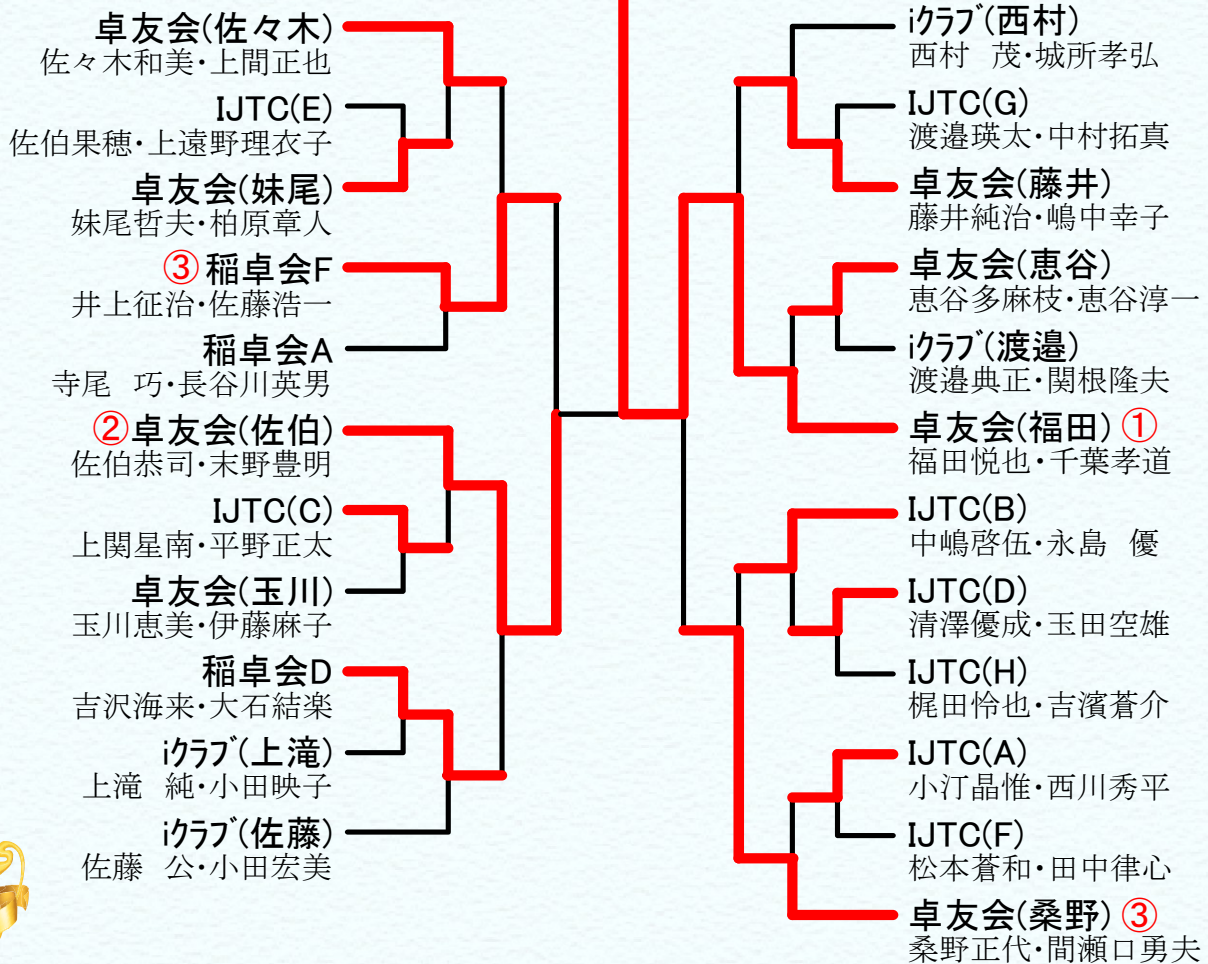 卓友会(佐々木)
佐々木和美・上間正也
IJTC(E)
佐伯果穂・上遠野理衣子
卓友会(妹尾)
妹尾哲夫・柏原章人
③稲卓会F
井上征治・佐藤浩一
稲卓会A
寺尾 巧・長谷川英男
②卓友会(佐伯)
佐伯恭司・末野豊明
IJTC(C)
上関星南・平野正太
卓友会(玉川)
玉川恵美・伊藤麻子
稲卓会D
吉沢海来・大石結楽
iｸﾗﾌﾞ(上滝)
上滝 純・小田映子
iｸﾗﾌﾞ(佐藤)
佐藤 公・小田宏美
iｸﾗﾌﾞ(西村)
西村 茂・城所孝弘
IJTC(G)
渡邉瑛太・中村拓真
卓友会(藤井)
藤井純治・嶋中幸子
卓友会(恵谷)
恵谷多麻枝・恵谷淳一
iｸﾗﾌﾞ(渡邉)
渡邉典正・関根隆夫
卓友会(福田)①
福田悦也・千葉孝道
IJTC(B)
中嶋啓伍・永島 優
IJTC(D)
清澤優成・玉田空雄
IJTC(H)
梶田怜也・吉濱蒼介
IJTC(A)
小汀晶惟・西川秀平
IJTC(F)
松本蒼和・田中律心
卓友会(桑野)③
桑野正代・間瀬口勇夫